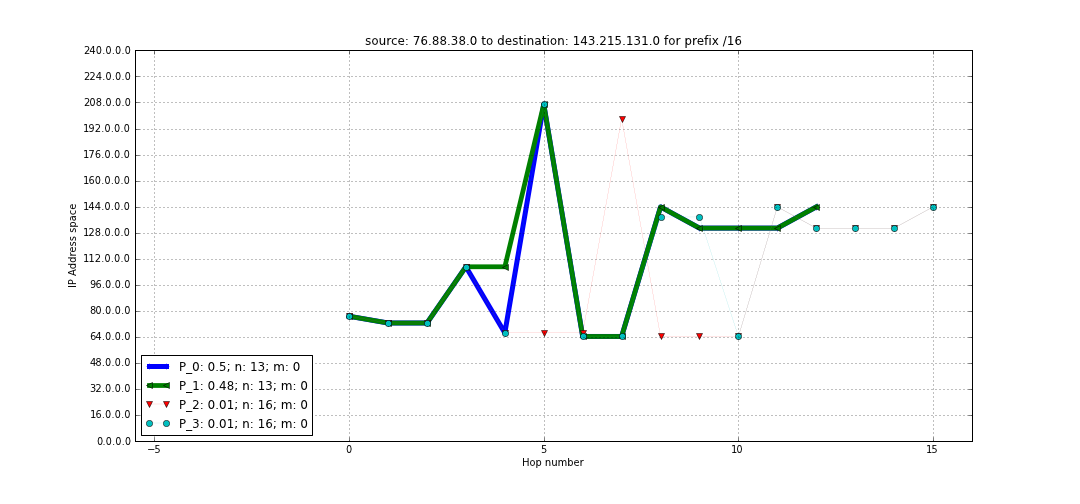 source: 76.88.38.0 to destination: 143.215.131.0 for prefix /16
240.0.0.0
224.0.0.0
208.0.0.0
192.0.0.0
176.0.0.0
160.0.0.0
144.0.0.0
128.0.0.0
112.0.0.0
96.0.0.0
80.0.0.0
64.0.0.0
48.0.0.0
32.0.0.0
16.0.0.0
0.0.0.0
IP Address space
P_0: 0.5; n: 13; m: 0
P_1: 0.48; n: 13; m: 0
P_2: 0.01; n: 16; m: 0
P_3: 0.01; n: 16; m: 0
−5 0 5 10 15
Hop number